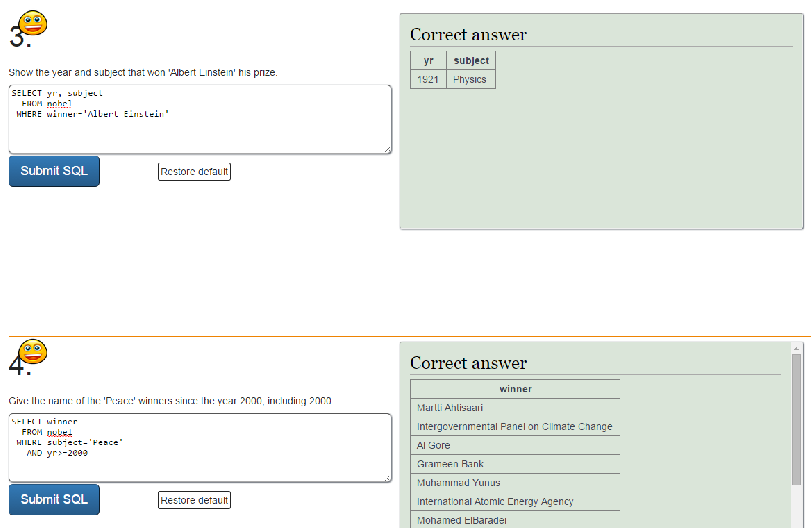 3.
Show the year and subject that won 'Albert Einstein' his prize.
SELECT yr, subject
FROM nobel
WHERE winner='Albert Einstein'
Submit SQL
Restore default
Correct answer
yr subject
1921 Physics
4.
Give the name of the 'Peace' winners since the year 2000, including 2000.
SELECT winner
FROM nobel
WHERE subject='Peace'
AND yr>=2000
Submit SQL
Restore default
Correct answer
winner
Martti Ahtisaari
Intergovernmental Panel on Climate Change
Al Gore
Grameen Bank
Muhammad Yunus
International Atomic Energy Agency
Mohamed ElBaradei